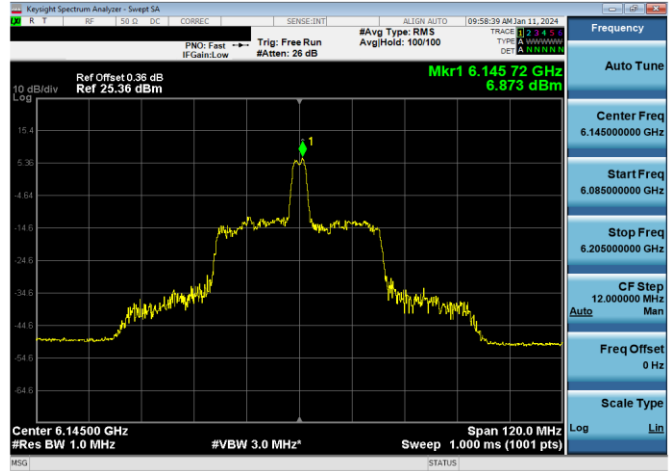 Keysight Spectrum Analyzer - Swept SA
R T RF 50 Ω DC CORREC SENSE:INT ALIGN AUTO 09:58:39 AM Jan 11, 2024
PNO: Fast Trig: Free Run #Avg Type: RMS TRACE 1 2 3 4 5 6
IFGain:Low #Atten: 26 dB Avg|Hold: 100/100 TYPE A WWWWW
DET A N N N N N
Mkr1 6.145 72 GHz
6.873 dBm
Ref Offset 0.36 dB
10 dB/div Ref 25.36 dBm
Log
15.4
5.36
-4.64
-14.6
-24.6
-34.6
-44.6
-54.6
-64.6
1
Center 6.14500 GHz Span 120.0 MHz
#Res BW 1.0 MHz #VBW 3.0 MHz* Sweep 1.000 ms (1001 pts)
MSG STATUS
Frequency
Auto Tune
Center Freq
6.145000000 GHz
Start Freq
6.085000000 GHz
Stop Freq
6.205000000 GHz
CF Step
12.000000 MHz
Auto Man
Freq Offset
0 Hz
Scale Type
Log Lin